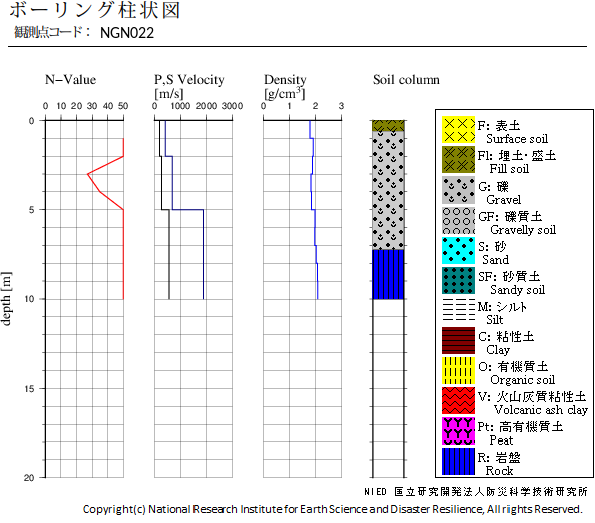 ボーリング柱状図
観測点コード： NGN022
N-Value
P,S Velocity
[m/s]
Density
[g/cm3]
Soil column
0 10 20 30 40 50
0 1000 2000 3000
0 1 2 3
depth [m]
0
5
10
15
20
F: 表土
Surface soil
Fl: 埋土・盛土
Fill soil
G: 礫
Gravel
GF: 礫質土
Gravelly soil
S: 砂
Sand
SF: 砂質土
Sandy soil
M: シルト
Silt
C: 粘性土
Clay
O: 有機質土
Organic soil
V: 火山灰質粘性土
Volcanic ash clay
Pt: 高有機質土
Peat
R: 岩盤
Rock
NIED 国立研究開発法人防災科学技術研究所
Copyright(c) National Research Institute for Earth Science and Disaster Resilience, All rights Reserved.